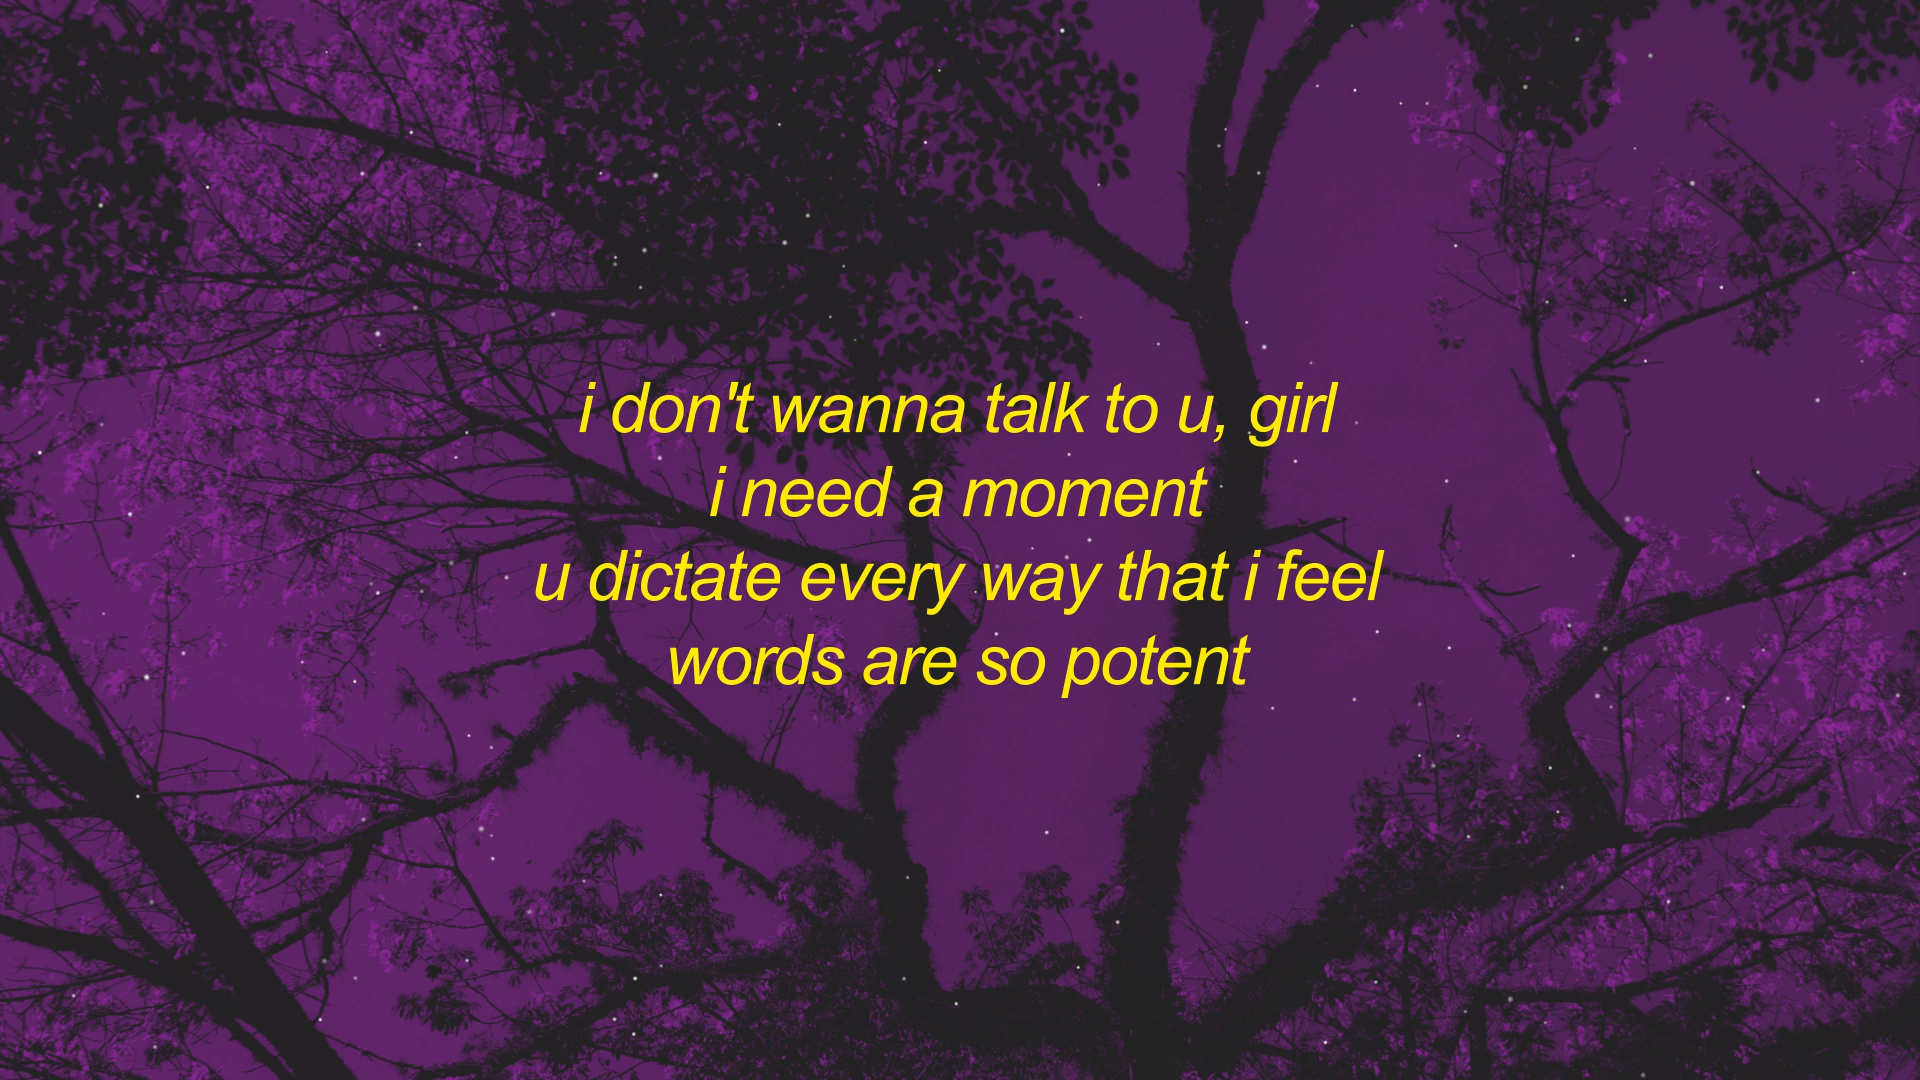 i don't wanna talk to u, girl
i need a moment
u dictate every way that i feel
words are so potent